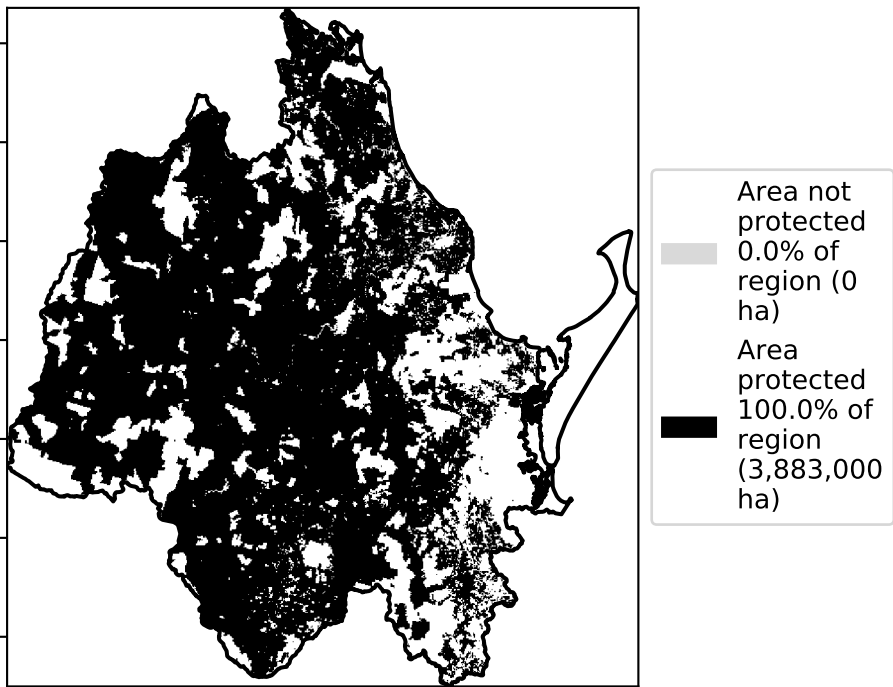 Area not
protected
0.0% of
region (0
ha)
Area
protected
100.0% of
region
(3,883,000
ha)